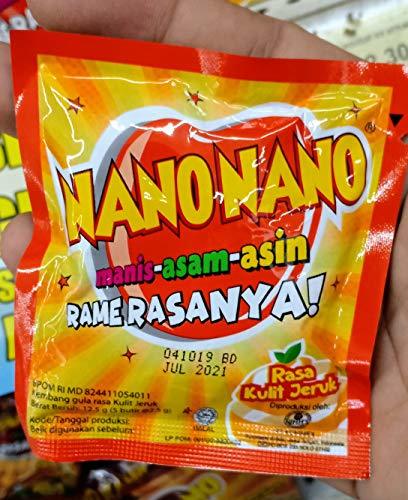 NANO NANO®
manis-asam-asin
RAME RASANYA!
041019 BD
JUL 2021
Rasa
Kulit Jeruk
Diproduksi oleh:
BPOM RI MD 824411054011
Kembang gula rasa Kulit Jeruk
Berat Bersih: 12.5 g (5 butir @2.5 g)
Kode/Tanggal produksi:
Baik digunakan sebelum:
HALAL